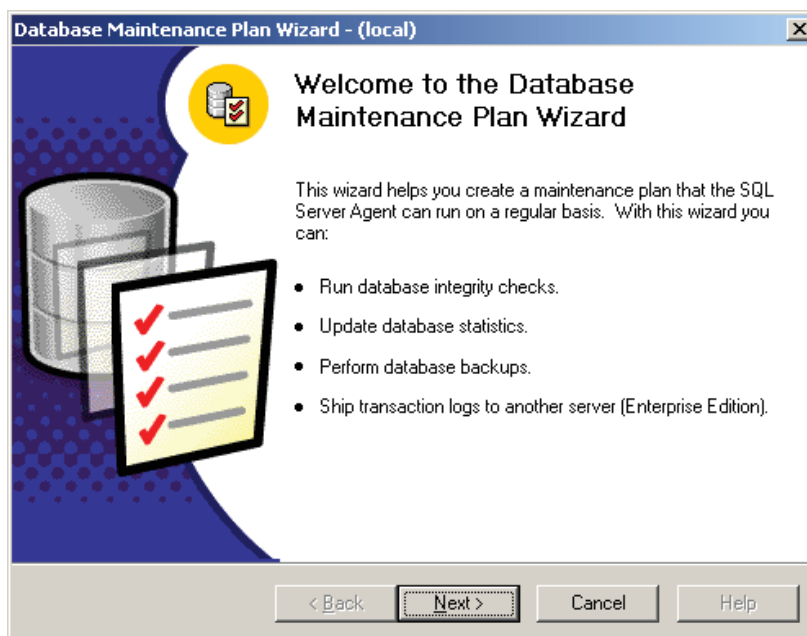 Database Maintenance Plan Wizard - (local)
Welcome to the Database
Maintenance Plan Wizard
This wizard helps you create a maintenance plan that the SQL
Server Agent can run on a regular basis. With this wizard you
can:
• Run database integrity checks.
• Update database statistics.
• Perform database backups.
• Ship transaction logs to another server (Enterprise Edition).
< Back Next > Cancel Help